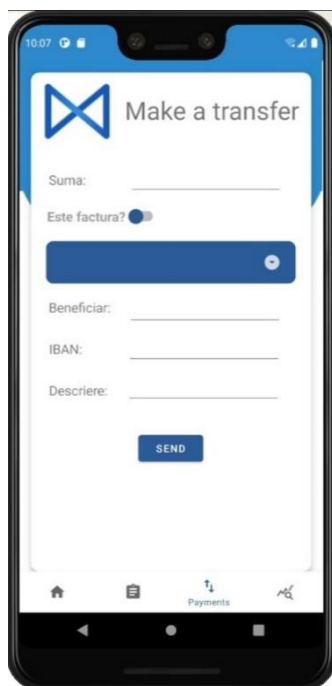 10:07
Make a transfer
Suma:
Este factura?
Beneficiar:
IBAN:
Descriere:
SEND
Payments